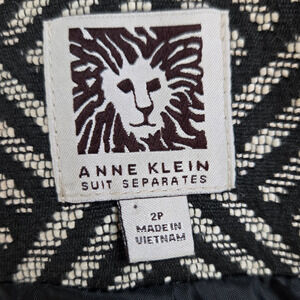 ANNE KLEIN
SUIT SEPARATES
2P
MADE IN
VIETNAM